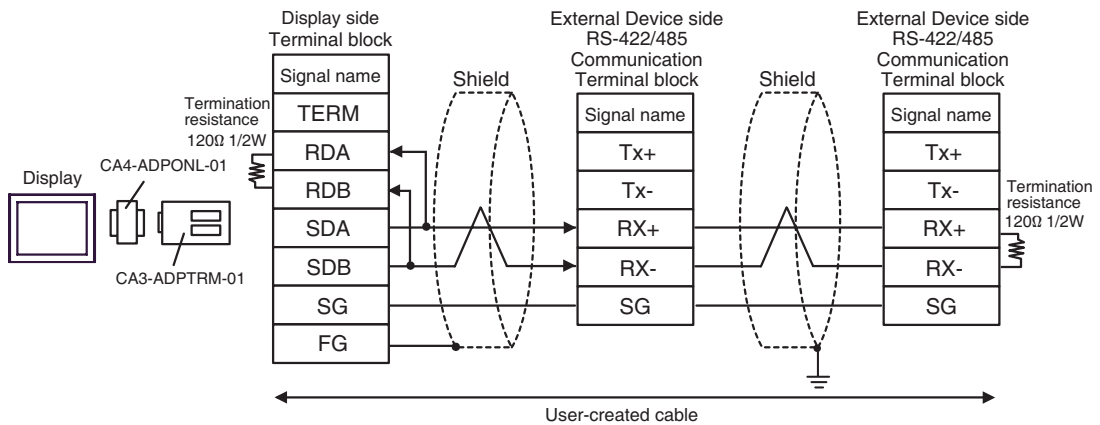 Display side
Terminal block
External Device side
RS-422/485
Communication
Terminal block
External Device side
RS-422/485
Communication
Terminal block
Signal name
TERM
RDA
RDB
SDA
SDB
SG
FG
Termination
resistance
120Ω 1/2W
Display
CA4-ADPONL-01
CA3-ADPTRM-01
Shield
Signal name
Tx+
Tx-
RX+
RX-
SG
Shield
Signal name
Tx+
Tx-
RX+
RX-
SG
Termination
resistance
120Ω 1/2W
User-created cable